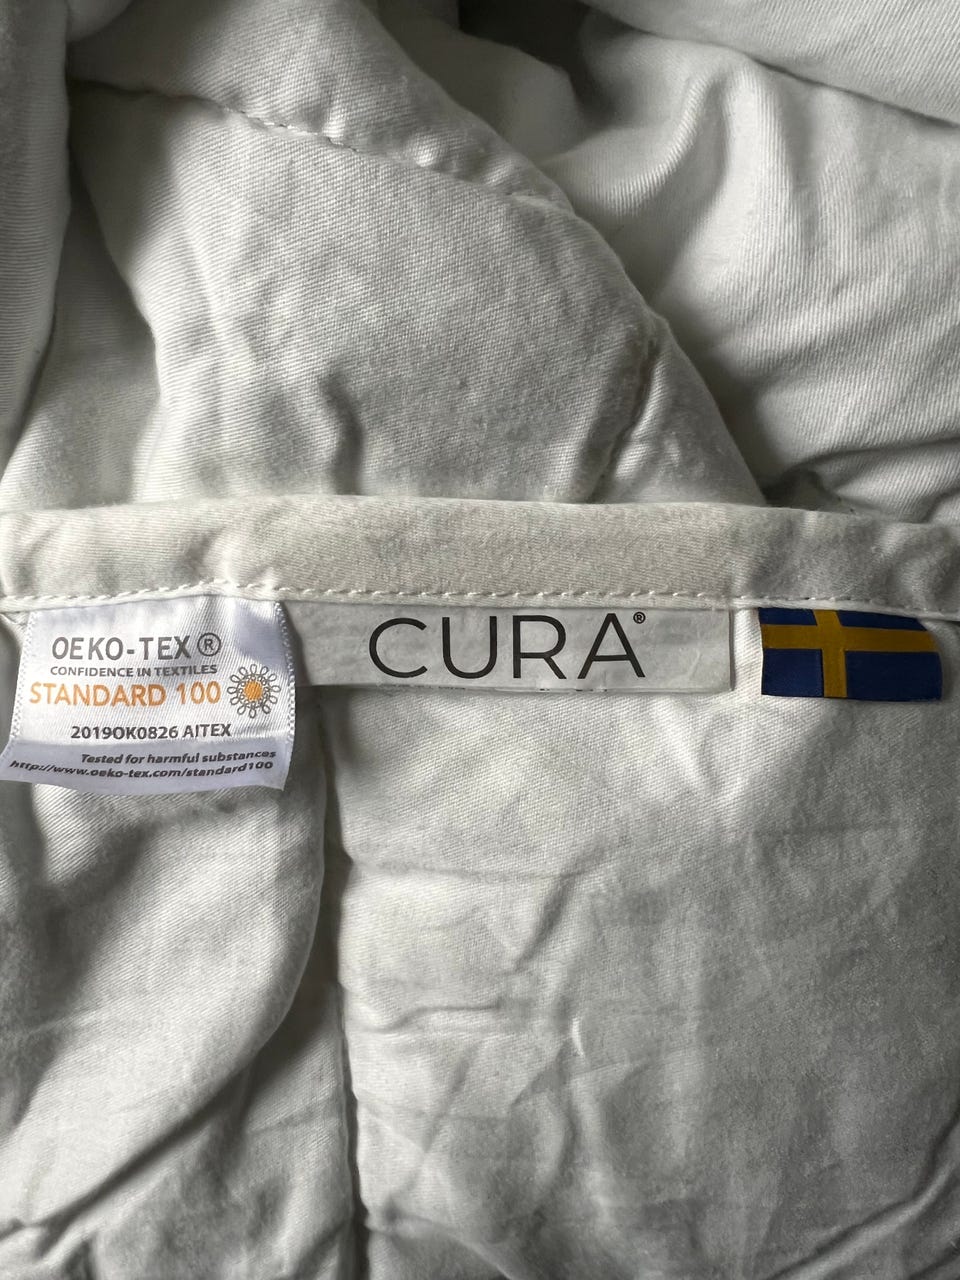 OEKO-TEX®
CONFIDENCE IN TEXTILES
STANDARD 100
2019OK0826 AITEX
Tested for harmful substances
http://www.oeko-tex.com/standard100
CURA®